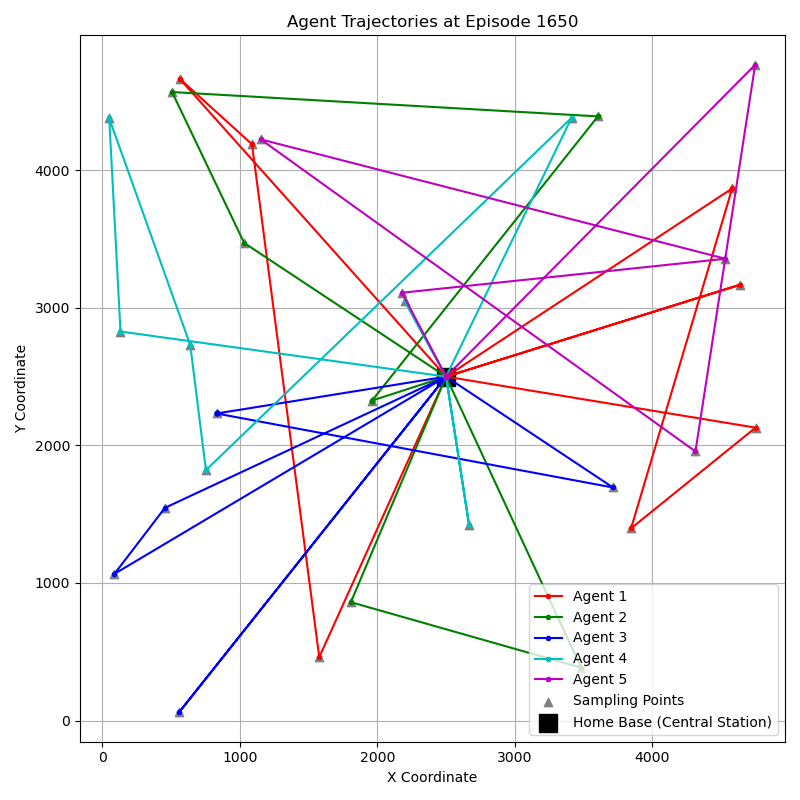 Agent Trajectories at Episode 1650
Y Coordinate
4000
3000
2000
1000
0
0 1000 2000 3000 4000
X Coordinate
Agent 1
Agent 2
Agent 3
Agent 4
Agent 5
Sampling Points
Home Base (Central Station)